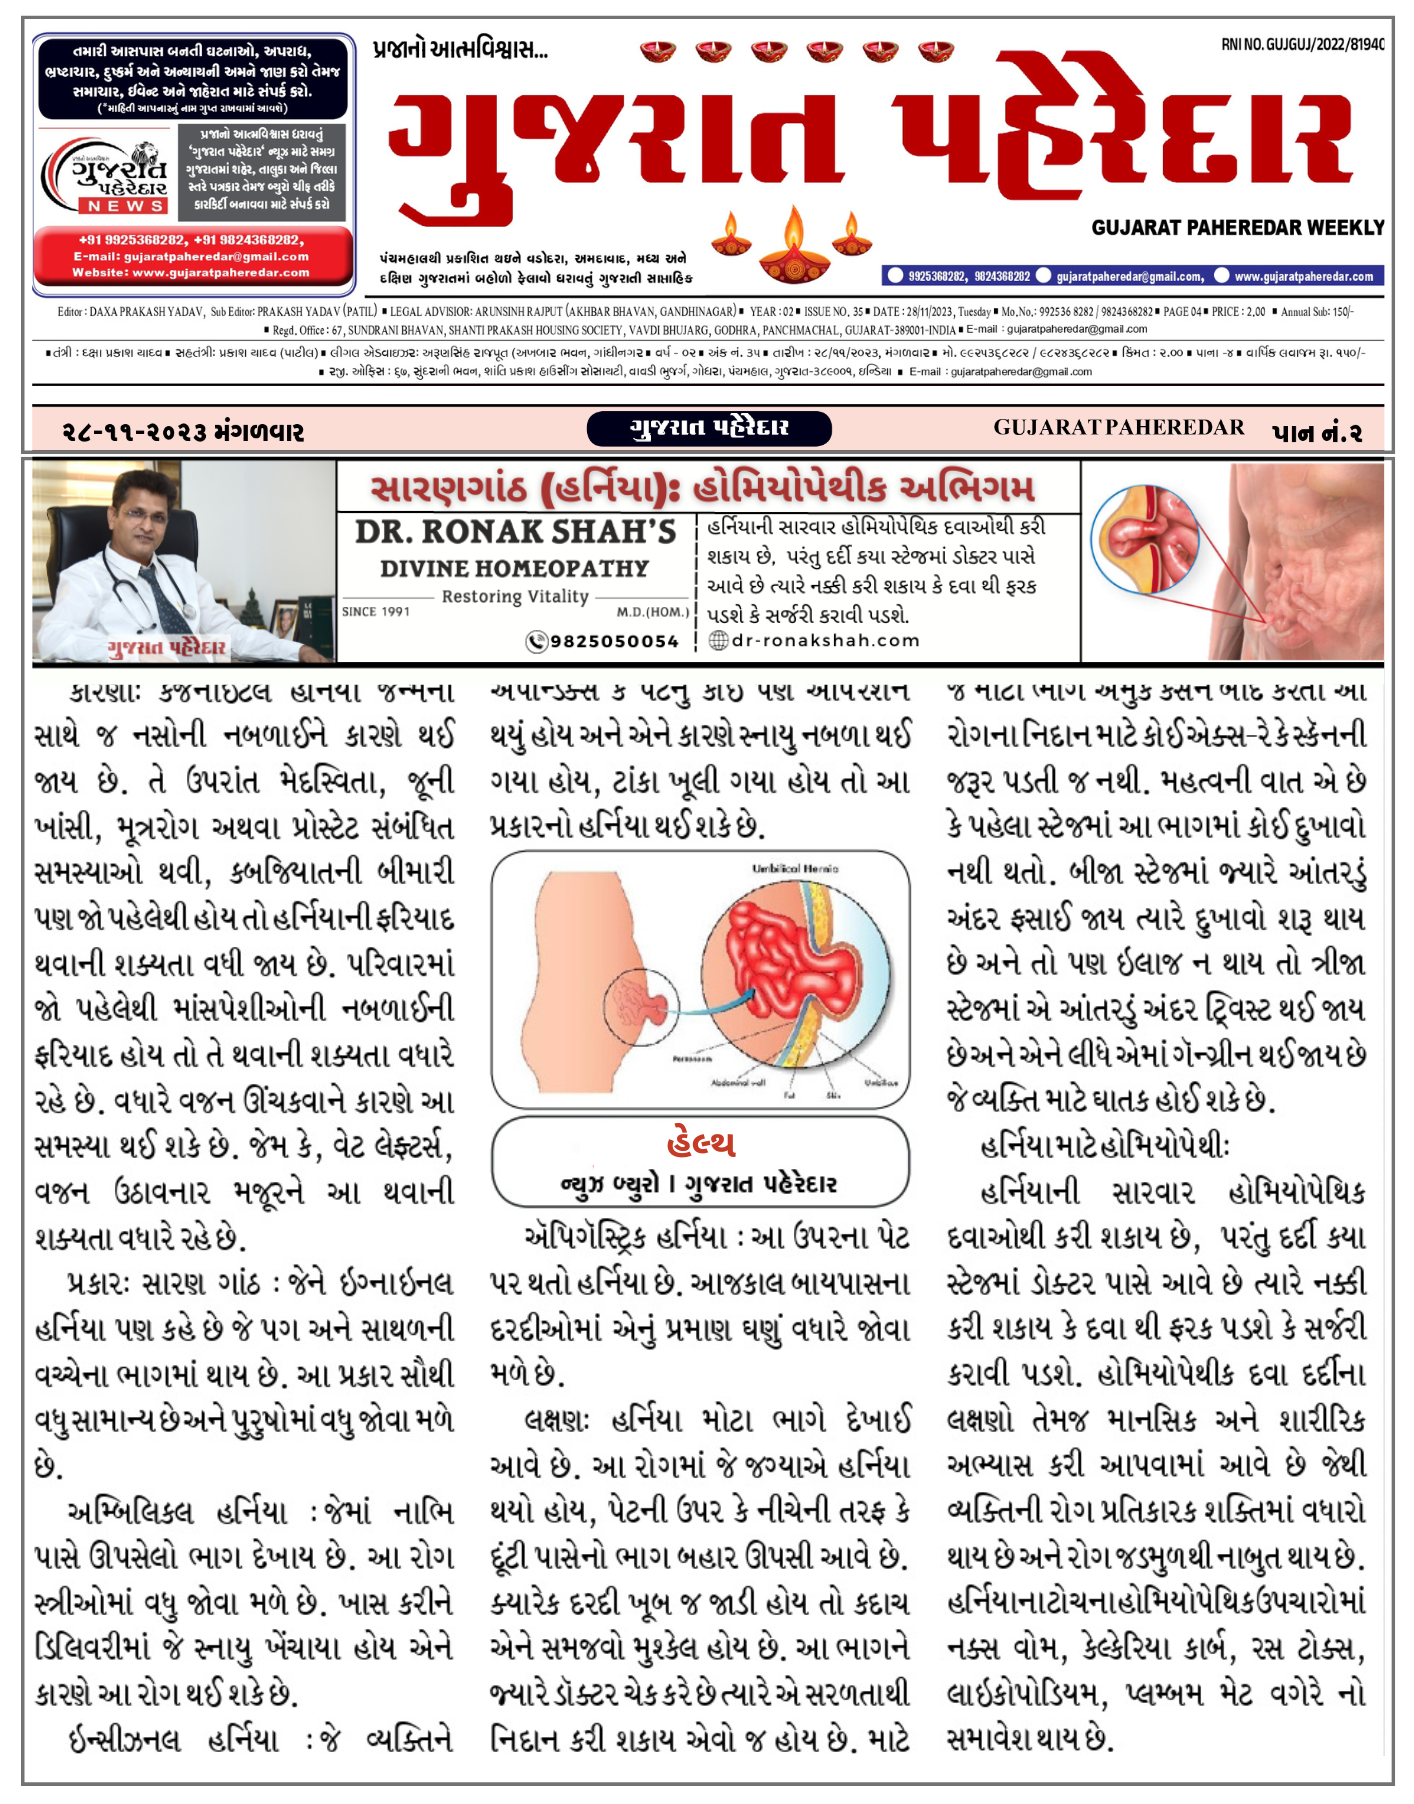 તમારી આસપાસ બનતી ઘટનાઓ, અપરાધ,
ભ્રષ્ટાચાર, દુષ્કર્મ અને અન્યાયની અમને જાણ કરો તેમજ
સમાચાર, ઈવેન્ટ અને જાહેરાત માટે સંપર્ક કરો.
(*માહિતી આપનારનું નામ ગુપ્ત રાખવામાં આવશે)
ગુજરાત
પહેરેદાર
NEWS
પ્રજાનો આત્મવિશ્વાસ ધરાવતું
'ગુજરાત પહેરેદાર' ન્યૂઝ માટે સમગ્ર
ગુજરાતમાં શહેર, તાલુકા અને જિલ્લા
સ્તરે પત્રકાર તેમજ બ્યુરો ચીફ તરીકે
કારકિર્દી બનાવવા માટે સંપર્ક કરો
+91 9925368282, +91 9824368282,
E-mail: gujaratpaheredar@gmail.com
Website: www.gujaratpaheredar.com
પ્રજાનો આત્મવિશ્વાસ...
RNI NO. GUJGUJ/2022/81940
ગુજરાત પહેરેદાર
GUJARAT PAHEREDAR WEEKLY
પંચમહાલથી પ્રકાશિત થઇને વડોદરા, અમદાવાદ, મધ્ય અને
દક્ષિણ ગુજરાતમાં બહોળો ફેલાવો ધરાવતું ગુજરાતી સાપ્તાહિક
9925368282, 9824368282 gujaratpaheredar@gmail.com, www.gujaratpaheredar.com
Editor : DAXA PRAKASH YADAV, Sub Editor: PRAKASH YADAV (PATIL) ■ LEGAL ADVISIOR: ARUNSINH RAJPUT (AKHBAR BHAVAN, GANDHINAGAR) ■ YEAR : 02 ■ ISSUE NO. 35 ■ DATE : 28/11/2023, Tuesday ■ Mo.No.: 9925368282 / 9824368282 ■ PAGE 04 ■ PRICE : 2.00 ■ Annual Sub: 150/-
■ Regd. Office : 67, SUNDRANI BHAVAN, SHANTI PRAKASH HOUSING SOCIETY, VAVDI BHUJARG, GODHRA, PANCHMACHAL, GUJARAT-389001-INDIA ■ E-mail : gujaratpaheredar@gmail.com
■ તંત્રી : દક્ષા પ્રકાશ યાદવ ■ સહતંત્રી: પ્રકાશ યાદવ (પાટીલ) ■ લીગલ એડવાઇઝર: અરૂણસિંહ રાજપૂત (અખબાર ભવન, ગાંધીનગર ■ વર્ષ - ૦૨ ■ અંક નં. ૩૫ ■ તારીખ : ૨૮/૧૧/૨૦૨૩, મંગળવાર ■ મો. ૯૯૨૫૩૬૮૨૮૨ / ૯૮૨૪૩૬૮૨૮૨ ■ કિંમત : ૨.૦૦ ■ પાના -૪ ■ વાર્ષિક લવાજમ રૂા. ૧૫૦/-
■ રજી. ઓફિસ : ૬૭, સુંદરાની ભવન, શાંતિ પ્રકાશ હાઉસીંગ સોસાયટી, વાવડી ભુજર્ગ, ગોધરા, પંચમહાલ, ગુજરાત-૩૮૯૦૦૧, ઇન્ડિયા ■ E-mail : gujaratpaheredar@gmail.com
૨૮-૧૧-૨૦૨૩ મંગળવાર
ગુજરાત પહેરેદાર
GUJARAT PAHEREDAR
પાન નં.૨
ગુજરાત પહેરેદાર
સારણગાંઠ (હર્નિયા): હોમિયોપેથીક અભિગમ
DR. RONAK SHAH'S
DIVINE HOMEOPATHY
Restoring Vitality
SINCE 1991
M.D.(HOM.)
9825050054
હર્નિયાની સારવાર હોમિયોપેથિક દવાઓથી કરી
શકાય છે, પરંતુ દર્દી કયા સ્ટેજમાં ડોક્ટર પાસે
આવે છે ત્યારે નક્કી કરી શકાય કે દવા થી ફરક
પડશે કે સર્જરી કરાવી પડશે.
dr-ronakshah.com
કારણો: કંજેનાઇટલ હર્નિયા જન્મની
સાથે જ નસોની નબળાઈને કારણે થઈ
જાય છે. તે ઉપરાંત મેદસ્વિતા, જૂની
ખાંસી, મૂત્રરોગ અથવા પ્રોસ્ટેટ સંબંધિત
સમસ્યાઓ થવી, કબજિયાતની બીમારી
પણ જો પહેલેથી હોય તો હર્નિયાની ફરિયાદ
થવાની શક્યતા વધી જાય છે. પરિવારમાં
જો પહેલેથી માંસપેશીઓની નબળાઈની
ફરિયાદ હોય તો તે થવાની શક્યતા વધારે
રહે છે. વધારે વજન ઊંચકવાને કારણે આ
સમસ્યા થઈ શકે છે. જેમ કે, વેટ લેફ્ટર્સ,
વજન ઉઠાવનાર મજૂરને આ થવાની
શક્યતા વધારે રહે છે.
પ્રકાર: સારણ ગાંઠ : જેને ઇગ્નાઇનલ
હર્નિયા પણ કહે છે જે પગ અને સાથળની
વચ્ચેના ભાગમાં થાય છે. આ પ્રકાર સૌથી
વધુ સામાન્ય છે અને પુરુષોમાં વધુ જોવા મળે
છે.
અમ્બિલિકલ હર્નિયા : જેમાં નાભિ
પાસે ઊપસેલો ભાગ દેખાય છે. આ રોગ
સ્ત્રીઓમાં વધુ જોવા મળે છે. ખાસ કરીને
ડિલિવરીમાં જે સ્નાયુ ખેંચાયા હોય એને
કારણે આ રોગ થઈ શકે છે.
ઇન્સીઝનલ હર્નિયા : જે વ્યક્તિને
અપેન્ડિક્સ કે પેટનું કોઈ પણ ઑપરેશન
થયું હોય અને એને કારણે સ્નાયુ નબળા થઈ
ગયા હોય, ટાંકા ખૂલી ગયા હોય તો આ
પ્રકારનો હર્નિયા થઈ શકે છે.
Umbilical Hernia
Peritoneum
Abdominal wall
Fat
Skin
Umbilicus
હેલ્થ
ન્યુઝ બ્યુરો । ગુજરાત પહેરેદાર
ઍપિગૅસ્ટ્રિક હર્નિયા : આ ઉપરના પેટ
પર થતો હર્નિયા છે. આજકાલ બાયપાસના
દરદીઓમાં એનું પ્રમાણ ઘણું વધારે જોવા
મળે છે.
લક્ષણ: હર્નિયા મોટા ભાગે દેખાઈ
આવે છે. આ રોગમાં જે જગ્યાએ હર્નિયા
થયો હોય, પેટની ઉપર કે નીચેની તરફ કે
દૂંટી પાસેનો ભાગ બહાર ઊપસી આવે છે.
ક્યારેક દરદી ખૂબ જ જાડી હોય તો કદાચ
એને સમજવો મુશ્કેલ હોય છે. આ ભાગને
જ્યારે ડૉક્ટર ચેક કરે છે ત્યારે એ સરળતાથી
નિદાન કરી શકાય એવો જ હોય છે. માટે
જ મોટા ભાગે અમુક કેસને બાદ કરતાં આ
રોગના નિદાન માટે કોઈ એક્સ-રે કે સ્કૅનની
જરૂર પડતી જ નથી. મહત્વની વાત એ છે
કે પહેલા સ્ટેજમાં આ ભાગમાં કોઈ દુખાવો
નથી થતો. બીજા સ્ટેજમાં જ્યારે આંતરડું
અંદર ફસાઈ જાય ત્યારે દુખાવો શરૂ થાય
છે અને તો પણ ઇલાજ ન થાય તો ત્રીજા
સ્ટેજમાં એ આંતરડું અંદર ટ્વિસ્ટ થઈ જાય
છે અને એને લીધે એમાં ગૅન્ગ્રીન થઈ જાય છે
જે વ્યક્તિ માટે ઘાતક હોઈ શકે છે.
હર્નિયા માટે હોમિયોપેથી:
હર્નિયાની સારવાર હોમિયોપેથિક
દવાઓથી કરી શકાય છે, પરંતુ દર્દી કયા
સ્ટેજમાં ડોક્ટર પાસે આવે છે ત્યારે નક્કી
કરી શકાય કે દવા થી ફરક પડશે કે સર્જરી
કરાવી પડશે. હોમિયોપેથીક દવા દર્દીના
લક્ષણો તેમજ માનસિક અને શારીરિક
અભ્યાસ કરી આપવામાં આવે છે જેથી
વ્યક્તિની રોગ પ્રતિકારક શક્તિમાં વધારો
થાય છે અને રોગ જડમુળથી નાબુત થાય છે.
હર્નિયાના ટોચના હોમિયોપેથિક ઉપચારોમાં
નક્સ વોમ, કેલ્કેરિયા કાર્બ, રસ ટોક્સ,
લાઇકોપોડિયમ, પ્લમ્બમ મેટ વગેરે નો
સમાવેશ થાય છે.